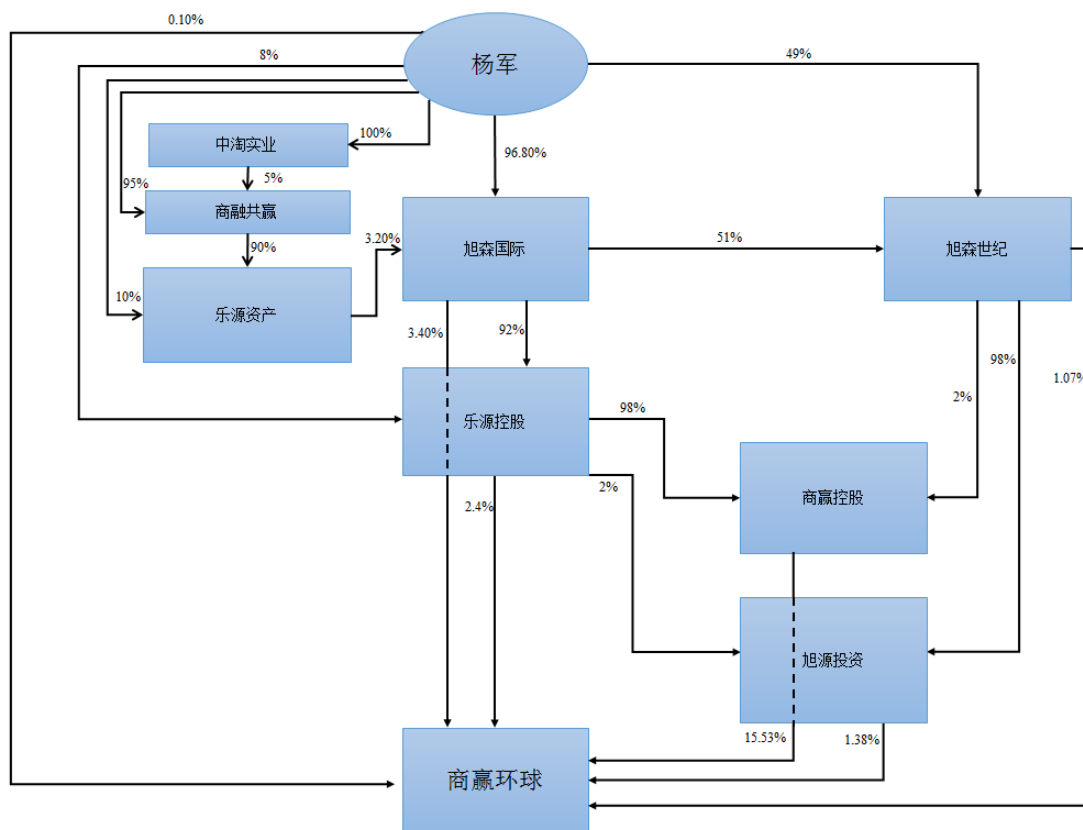 0.10%
杨军
8%
49%
100%
中淘实业
96.80%
5%
95%
商融共赢
3.20%
旭森国际
51%
旭森世纪
90%
10%
乐源资产
3.40%
92%
98%
1.07%
2%
乐源控股
98%
2%
2.4%
商赢控股
旭源投资
15.53%
1.38%
商赢环球